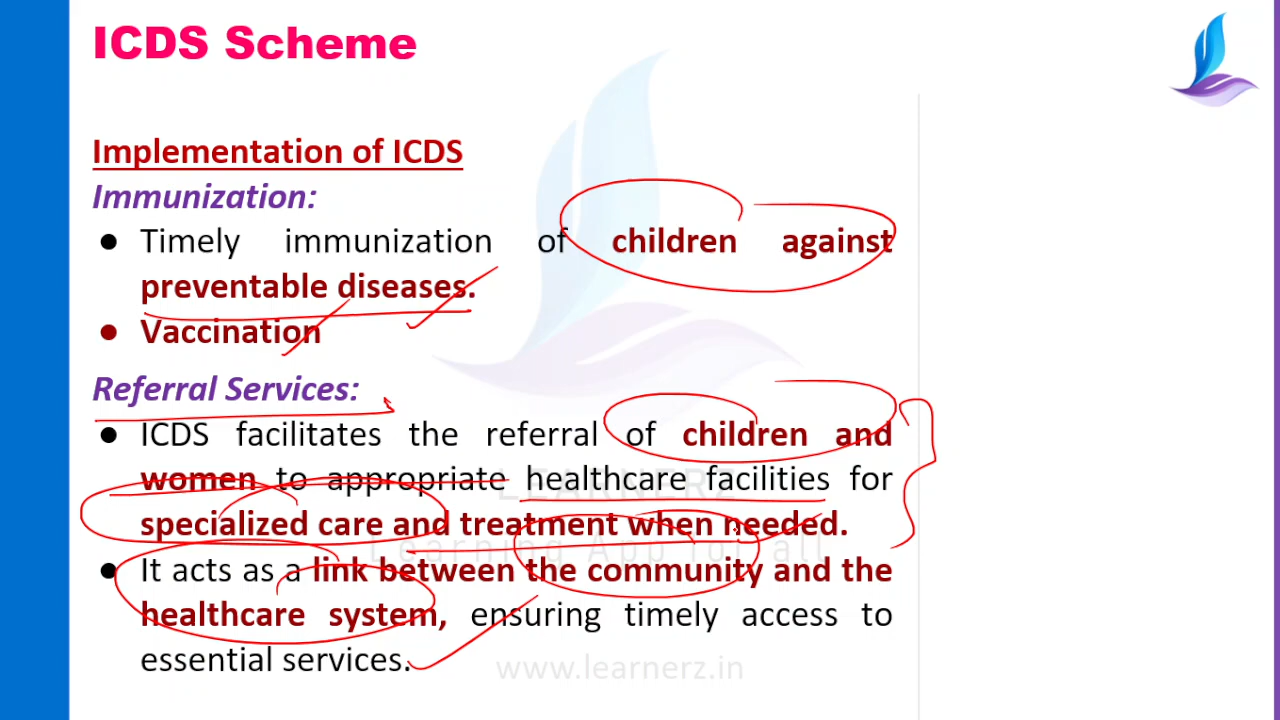 ICDS Scheme
Implementation of ICDS
Immunization:
● Timely immunization of children against
preventable diseases.
● Vaccination
Referral Services:
● ICDS facilitates the referral of children and
women to appropriate healthcare facilities for
specialized care and treatment when needed.
● It acts as a link between the community and the
healthcare system, ensuring timely access to
essential services.
LEARNERZ
Learning App for all
www.learnerz.in